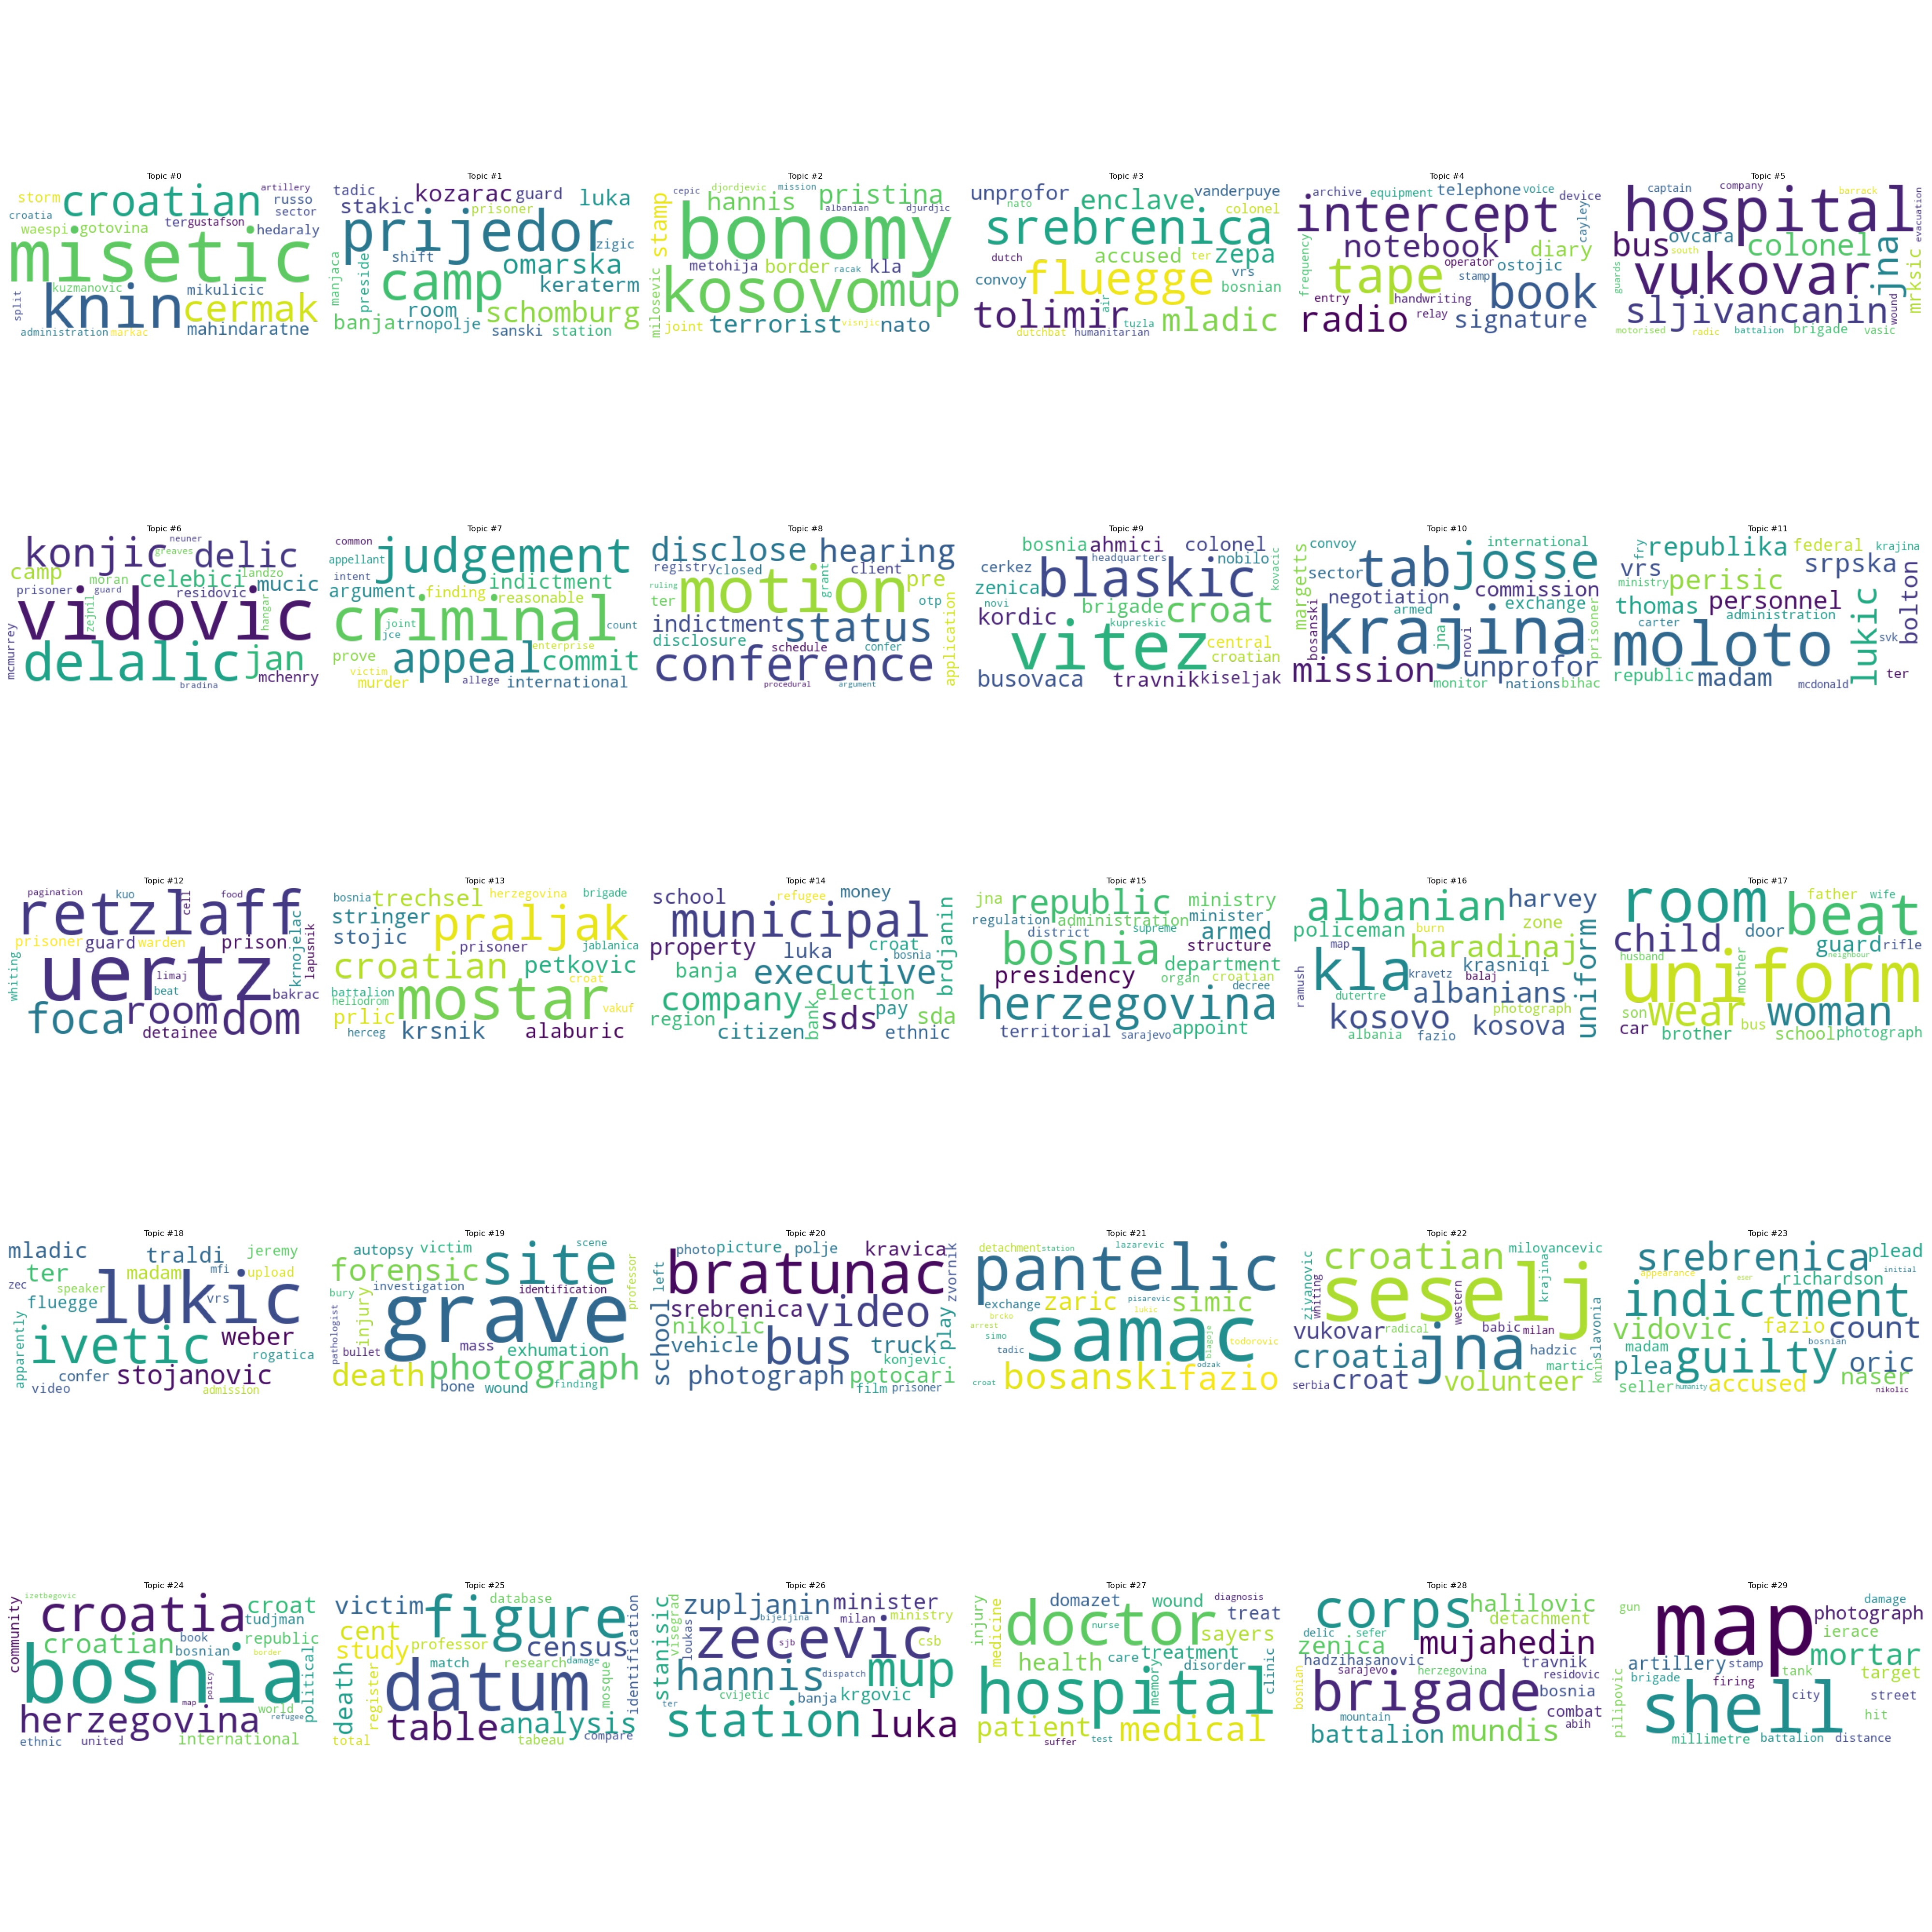 Topic #0
storm croatian artillery
russo
croatia tergustafson sector
waespi gotovina hedaraly
misetic
kuzmanovic mikulicic
split knin cermak
administration markac mahindaratne
Topic #1
tadic kozarac guard luka
stakic prisoner
prijedor
shift zigic
manjaca president camp omarska
keraterm
room schomburg
banja trnopolje sanski station
Topic #2
cepic djordjevic mission pristina
stamp hannis albanian djurdjic
bonomy
metohija border racak kla
milosevic kosovo mup
joint terrorist visnjic nato
Topic #3
unprofor enclave vanderpuye
nato colonel
srebrenica
dutch accused ter zepa
convoy fluegge vrs
bosnian
tolimir air mladic
dutchbat humanitarian tuzla
Topic #4
archive equipment telephone voice device
intercept cayley
notebook diary
frequency tape operator ostojic
stamp book
entry handwriting
radio relay signature
Topic #5
captain company barrack
hospital evacuation
bus ovcara colonel jna
guards south vukovar mrksic
sljivancanin wound
motorised radic battalion brigade vasic
Topic #6
neuner
konjic greaves delic
camp moran celebici landzo
prisoner guard residovic mucic
vidovic
mcmurrey zejnil hangar
delalic jan
bradina mchenry
Topic #7
common judgement
appellant
intent indictment
argument finding reasonable
criminal
joint count
jce enterprise
prove appeal commit
victim murder allege international
Topic #8
disclose hearing
registry closed grant client
ruling motion pre
ter otp
indictment status
disclosure schedule confer application
conference
procedural argument
Topic #9
bosnia ahmici colonel
cerkez headquarters nobilo
zenica blaskic kovacic
novi brigade croat
kordic kupreskic
vitez central
croatian
busovaca travnik kiseljak
Topic #10
convoy international
margetts sector tab josse
negotiation commission
bosanski armed exchange
krajina jna novi prisoner
mission unprofor
monitor nations bihac
Topic #11
fry republika federal krajina
vrs srpska
ministry perisic
thomas personnel lukic bolton
carter administration
moloto svk
republic madam mcdonald ter
Topic #12
pagination kuo food
retzlaff cell
prisoner guard warden prison krnojelac
uertz lapusnik
whiting limaj
beat bakrac
foca room dom
detainee
Topic #13
bosnia trechsel herzegovina brigade
stringer praljak
stojic prisoner jablanica
croatian petkovic
croat
battalion mostar
heliodrom vakuf
prlic
herceg krsnik alaburic
Topic #14
school refugee money
municipal
property luka croat brdjanin
bosnia
banja executive
company election
region bank pay sda
citizen sds ethnic
Topic #15
jna republic ministry
regulation administration minister
district supreme armed
bosnia structure
presidency department
organ croatian
herzegovina decree
territorial sarajevo appoint
Topic #16
albanian harvey
policeman burn zone
map haradinaj uniform
kla krasniqi
ramush kravetz balaj
dutertre albanians
kosovo photograph kosova
albania fazio
Topic #17
room father wife
beat
child door guard rifle
husband neighbour
uniform
mother
son wear woman
car brother bus school photograph
Topic #18
mladic traldi jeremy
ter madam mfi upload
zec speaker
lukic
fluegge vrs
apparently ivetic weber
rogatica
confer stojanovic
video admission
Topic #19
autopsy victim site scene
forensic professor
investigation identification
bury grave
pathologist injury
bullet mass exhumation
death photograph
bone wound finding
Topic #20
photo picture polje kravica
left bratunac zvornik
srebrenica video
school nikolic play
vehicle bus truck
konjevic
photograph potocari
film prisoner
Topic #21
detachment station lazarevic
pantelic
exchange zaric pisarevic simic
brcko lukic
arrest samac
simo blagoje todorovic
tadic
odzak
croat bosanski fazio
Topic #22
croatian milovancevic
zivanovic whiting seselj krajina
western
vukovar radical babic milan slavonia
croatia jna hadzic
martic
serbia croat volunteer knin
Topic #23
srebrenica plead
appearance eser richardson initial
indictment
vidovic fazio count
madam bosnian
plea guilty oric
seller humanity accused naser
nikolic
Topic #24
izetbegovic
community croatia croat
tudjman
croatian book republic
bosnian border
bosnia political
map policy
herzegovina world
refugee
ethnic united international
Topic #25
victim figure database identification
cent
study professor census
match research damage
death datum mosque
register
table analysis
total tabeau compare
Topic #26
stanisic zupljanin minister
visegrad bijeljina milan ministry
loukas zecevic csb
sjb
hannis dispatch mup
cvijetic banja krgovic
station luka
ter
Topic #27
injury domazet wound diagnosis
medicine doctor treat
nurse sayers
health care treatment
memory disorder clinic
hospital
patient medical
suffer test
Topic #28
corps halilovic
detachment
delic sefer
zenica mujahedin
hadzihasanovic travnik
sarajevo herzegovina residovic
bosnian brigade bosnia
mountain combat
battalion mundis abih
Topic #29
gun map damage
photograph
ierace
artillery stamp mortar
brigade firing tank target
pilipovic shell city street
hit
millimetre battalion distance